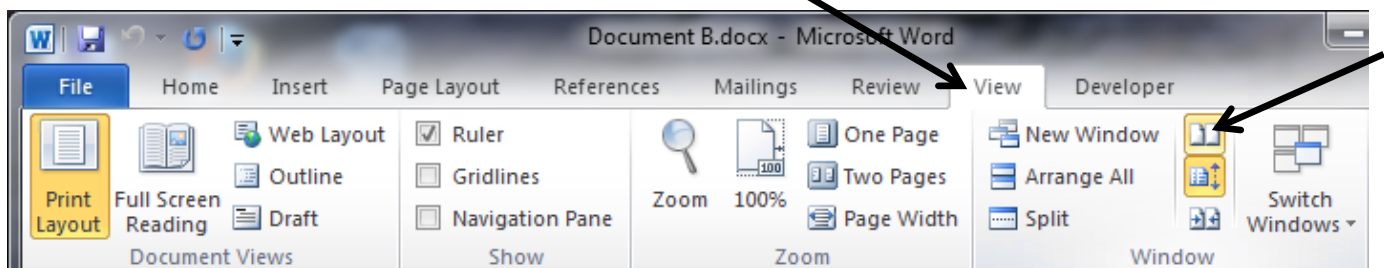 W
Document B.docx - Microsoft Word
File Home Insert Page Layout References Mailings Review View Developer
Web Layout Ruler One Page New Window
Outline Gridlines 100 Two Pages Arrange All
Print Layout Full Screen Reading Draft Navigation Pane Zoom 100% Page Width Split Switch Windows
Document Views Show Zoom Window